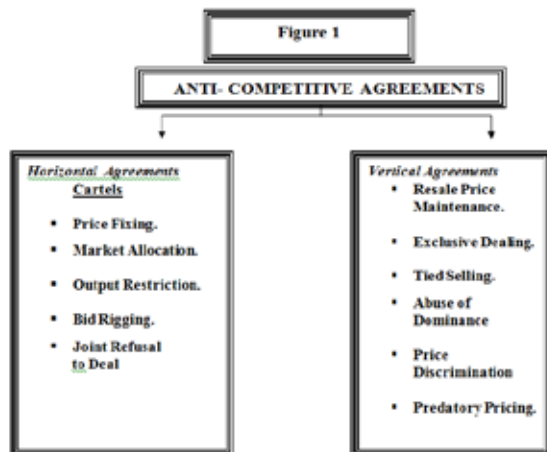 Figure 1
ANTI- COMPETITIVE AGREEMENTS
Horizontal Agreements
Cartels
▪ Price Fixing.
▪ Market Allocation.
▪ Output Restriction.
▪ Bid Rigging.
▪ Joint Refusal
to Deal
Vertical Agreements
▪ Resale Price
Maintenance.
▪ Exclusive Dealing.
▪ Tied Selling.
▪ Abuse of
Dominance
▪ Price
Discrimination
▪ Predatory Pricing.